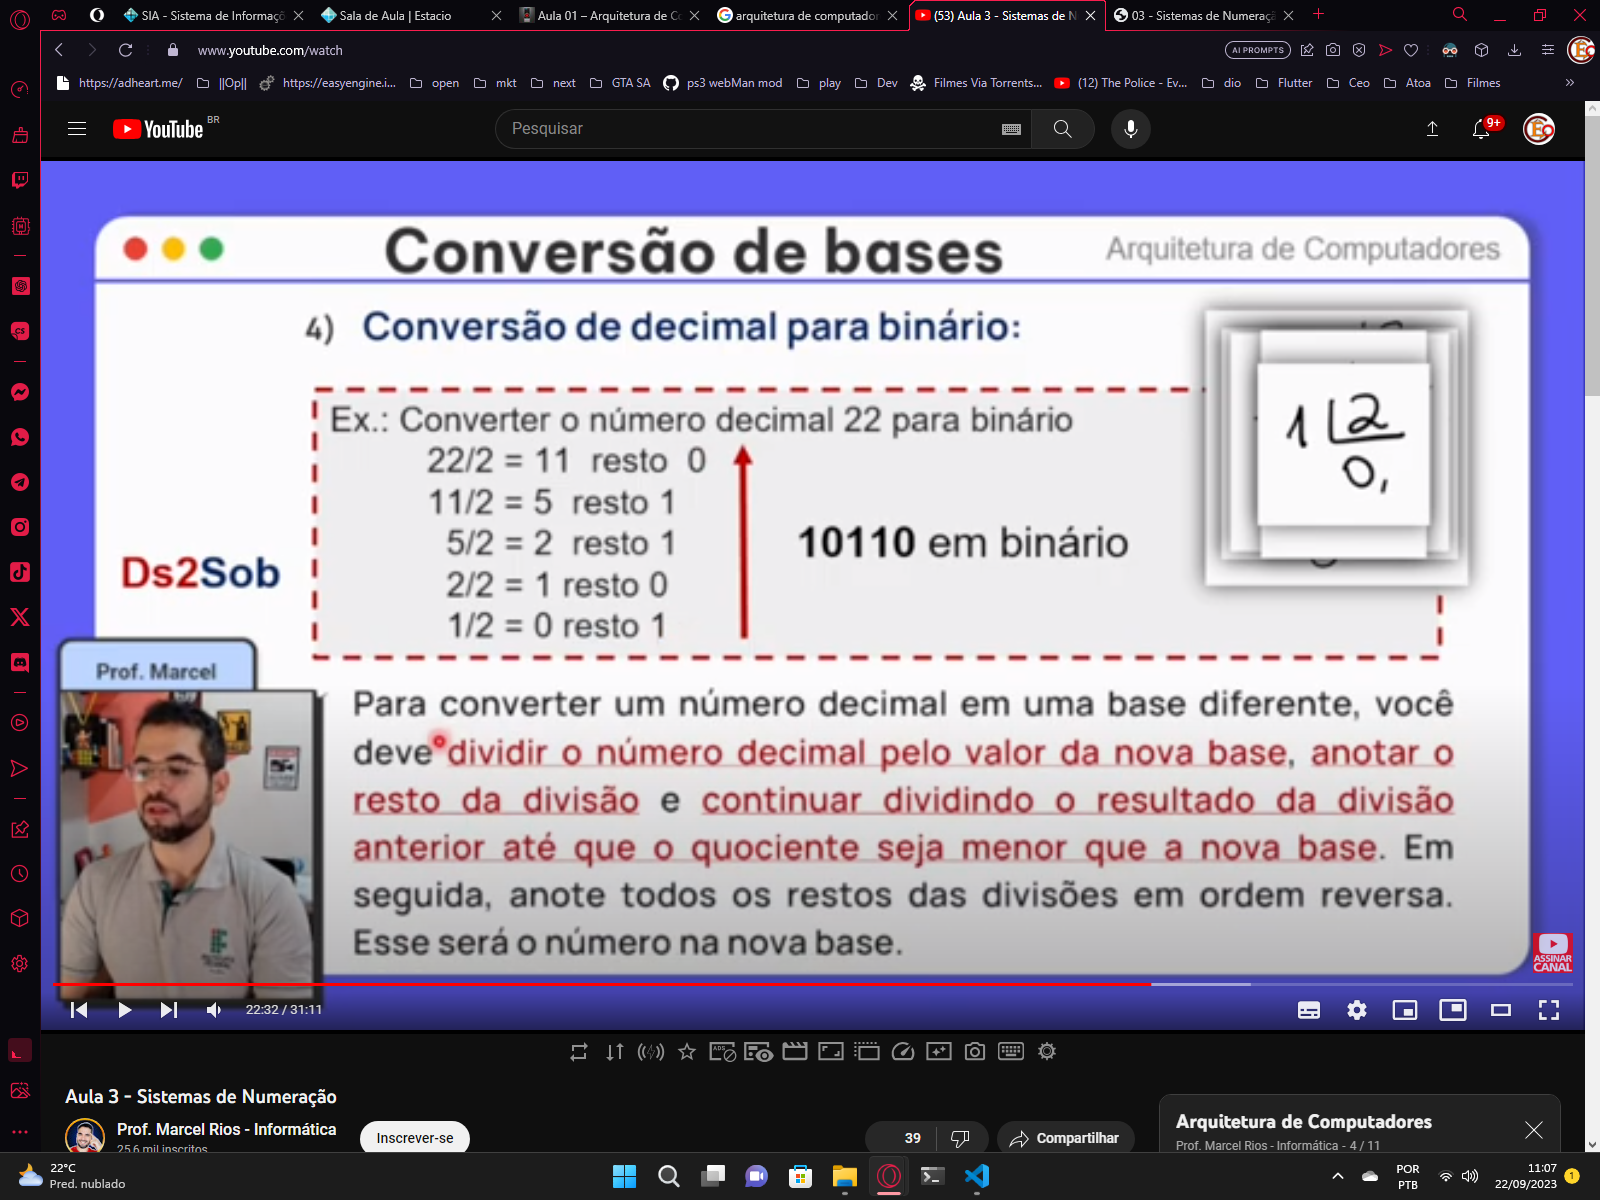 SIA - Sistema de Informaçõ
Sala de Aula | Estacio
Aula 01 – Arquitetura de Co
arquitetura de computador
(53) Aula 3 - Sistemas de N
03 - Sistemas de Numeraçã
www.youtube.com/watch
AI PROMPTS
https://adheart.me/
||Op||
https://easyengine.i...
open
mkt
next
GTA SA
ps3 webMan mod
play
Dev
Filmes Via Torrents...
(12) The Police - Ev...
dio
Flutter
Ceo
Atoa
Filmes
YouTube BR
Pesquisar
9+
Conversão de bases
Arquitetura de Computadores
4) Conversão de decimal para binário:
Ex.: Converter o número decimal 22 para binário
22/2 = 11 resto 0
11/2 = 5 resto 1
5/2 = 2 resto 1
2/2 = 1 resto 0
1/2 = 0 resto 1
10110 em binário
1 2
0,
Ds2Sob
Prof. Marcel
Para converter um número decimal em uma base diferente, você
deve dividir o número decimal pelo valor da nova base, anotar o
resto da divisão e continuar dividindo o resultado da divisão
anterior até que o quociente seja menor que a nova base. Em
seguida, anote todos os restos das divisões em ordem reversa.
Esse será o número na nova base.
ASSINAR
CANAL
22:32 / 31:11
Aula 3 - Sistemas de Numeração
Prof. Marcel Rios - Informática
25,6 mil inscritos
Inscrever-se
39
Compartilhar
Arquitetura de Computadores
Prof. Marcel Rios - Informática - 4 / 11
22°C
Pred. nublado
POR
PTB
11:07
22/09/2023
1